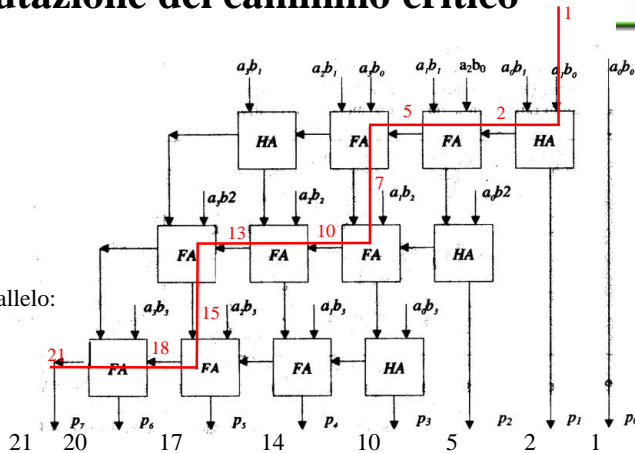 utazione del cammino critico
1
a₃b₁ a₂b₁ a₃b₀ a₁b₁ a₂b₀ a₀b₁ a₁b₀ a₀b₀
5 2
HA FA FA HA
7
a₃b2 a₂b₂ a₁b₂ a₀b2
13 10
FA FA FA HA
allelo:
a₃b₃ 15 a₂b₃ a₁b₃ a₀b₃
21 18
FA FA FA HA
p₇ p₆ p₅ p₄ p₃ p₂ p₁
21 20 17 14 10 5 2 1